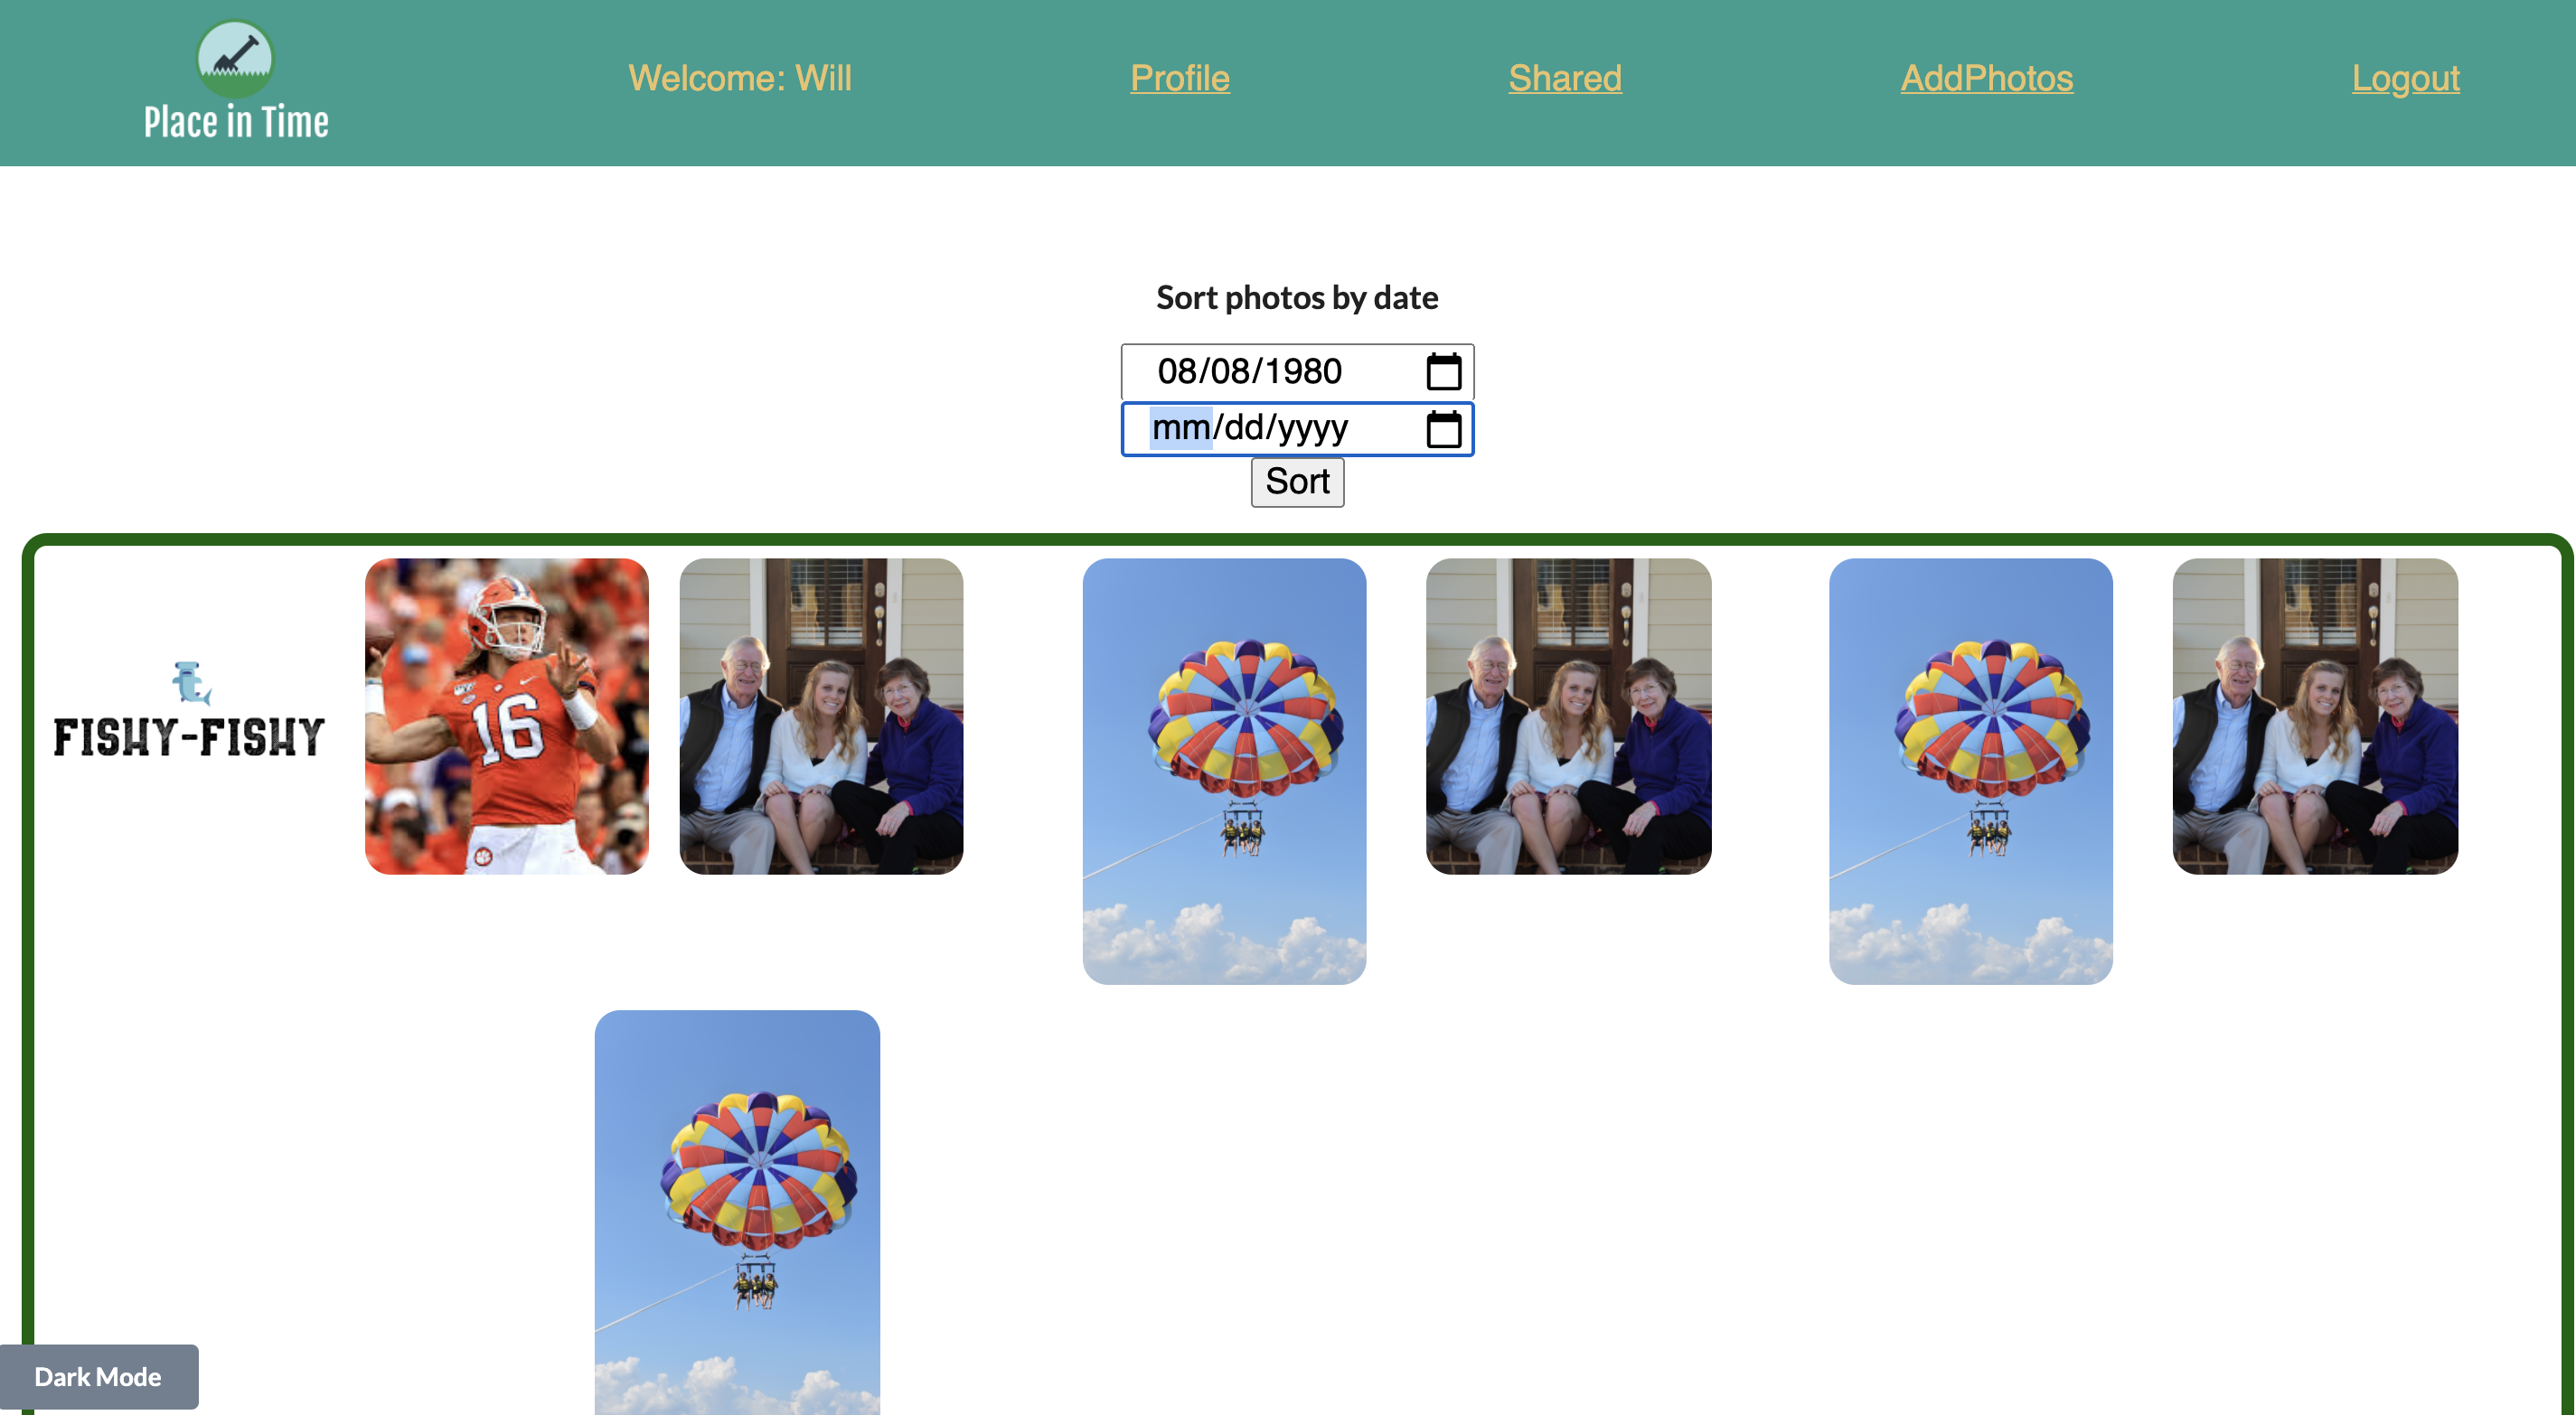 Place in Time
Welcome: Will
Profile
Shared
AddPhotos
Logout
Sort photos by date
08/08/1980
mm/dd/yyyy
Sort
FISHY-FISHY
16
Dark Mode